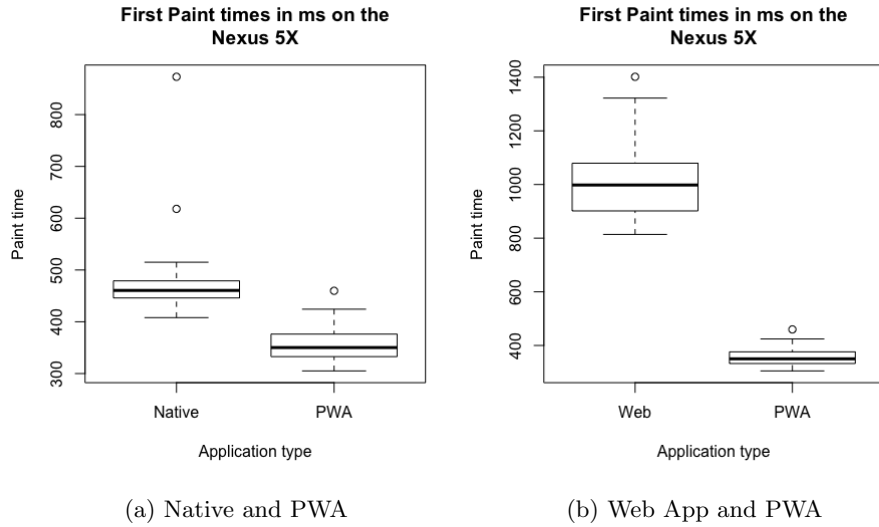 First Paint times in ms on the
Nexus 5X
Paint time
800
700
600
500
400
300
Native
PWA
Application type
(a) Native and PWA
First Paint times in ms on the
Nexus 5X
Paint time
1400
1200
1000
800
600
400
Web
PWA
Application type
(b) Web App and PWA